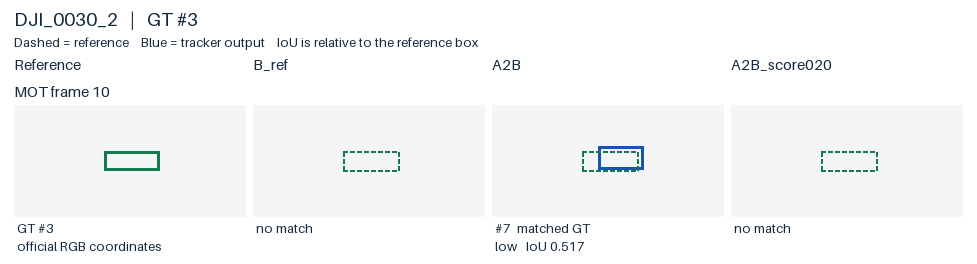 DJI_0030_2 | GT #3
Dashed = reference Blue = tracker output IoU is relative to the reference box
Reference B_ref A2B A2B_score020
MOT frame 10
GT #3 no match #7 matched GT no match
official RGB coordinates low IoU 0.517